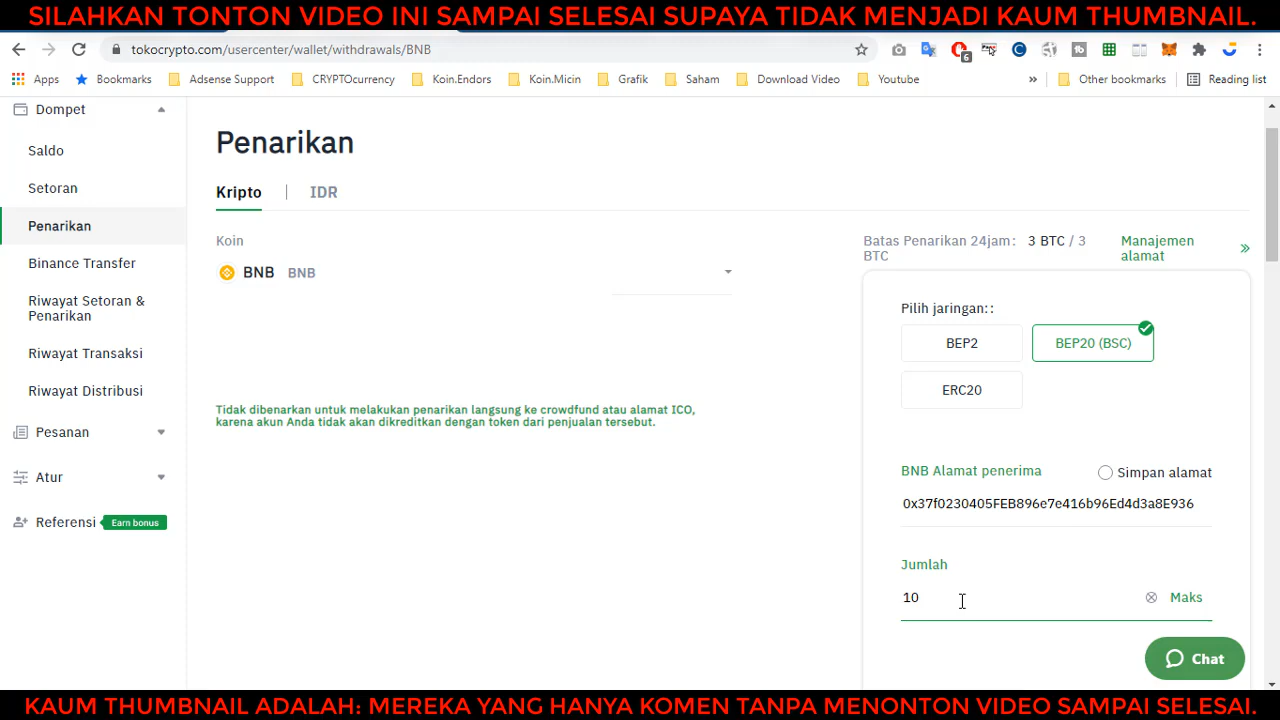 SILAHKAN TONTON VIDEO INI SAMPAI SELESAI SUPAYA TIDAK MENJADI KAUM THUMBNAIL.
tokocrypto.com/usercenter/wallet/withdrawals/BNB
6
Apps Bookmarks Adsense Support CRYPTOcurrency Koin.Endors Koin.Micin Grafik Saham Download Video Youtube » Other bookmarks Reading list
Dompet
Saldo
Setoran
Penarikan
Binance Transfer
Riwayat Setoran &
Penarikan
Riwayat Transaksi
Riwayat Distribusi
Pesanan
Atur
Referensi Earn bonus
Penarikan
Kripto | IDR
Koin
BNB BNB
Tidak dibenarkan untuk melakukan penarikan langsung ke crowdfund atau alamat ICO,
karena akun Anda tidak akan dikreditkan dengan token dari penjualan tersebut.
Batas Penarikan 24jam: 3 BTC / 3
BTC
Manajemen
alamat »
Pilih jaringan: :
BEP2 BEP20 (BSC)
ERC20
BNB Alamat penerima Simpan alamat
0x37f0230405FEB896e7e416b96Ed4d3a8E936
Jumlah
10 Maks
Chat
KAUM THUMBNAIL ADALAH: MEREKA YANG HANYA KOMEN TANPA MENONTON VIDEO SAMPAI SELESAI.